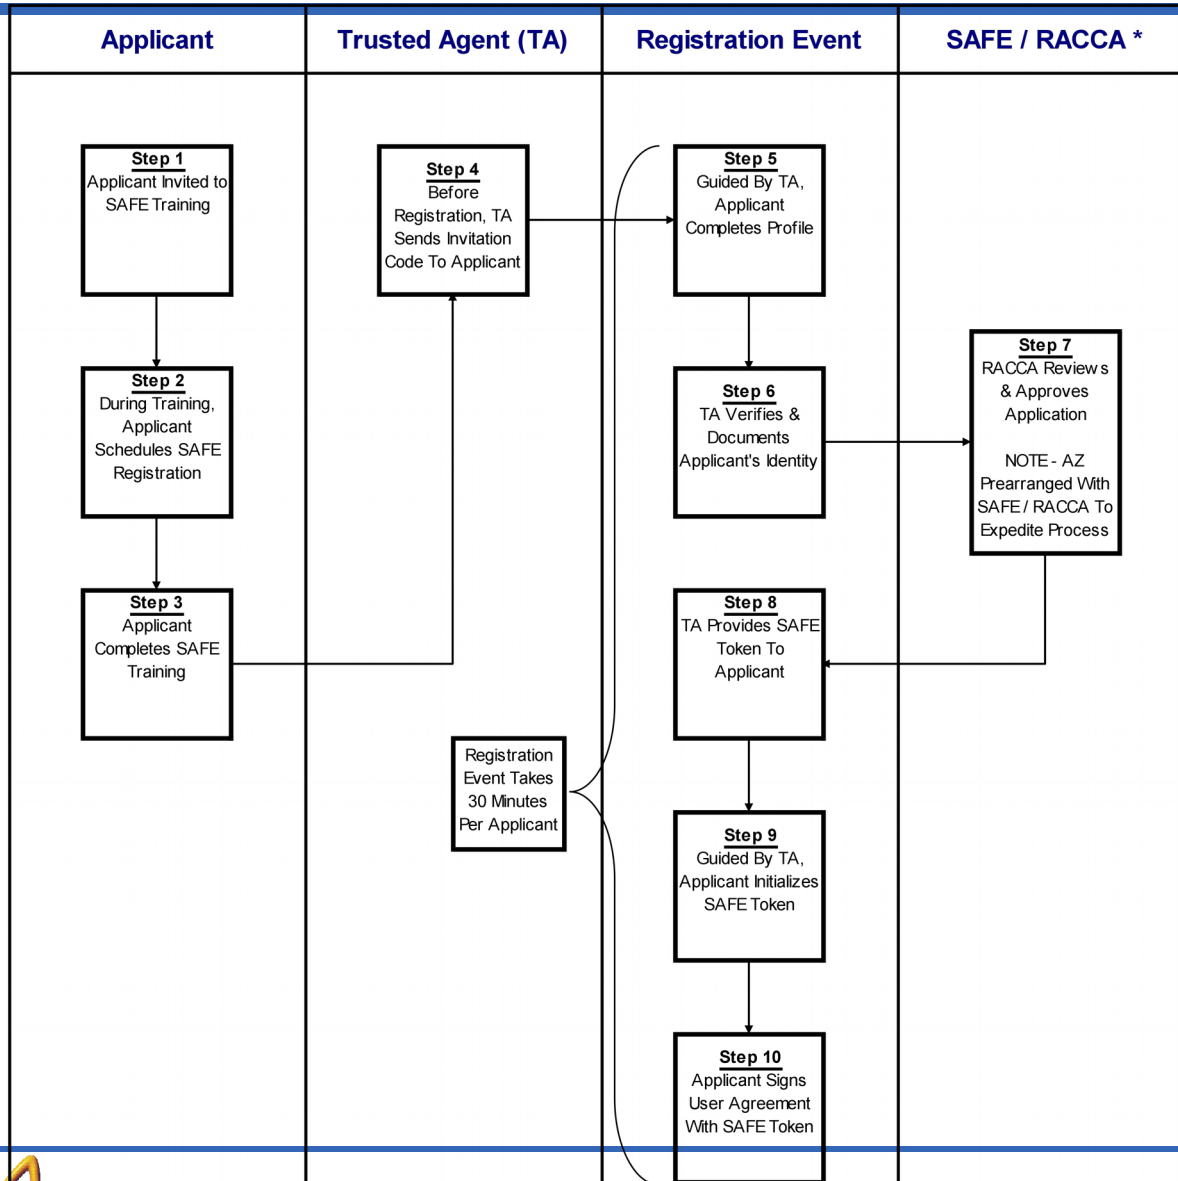 Applicant
Trusted Agent (TA)
Registration Event
SAFE / RACCA *
Step 1
Applicant Invited to
SAFE Training
Step 2
During Training,
Applicant
Schedules SAFE
Registration
Step 3
Applicant
Completes SAFE
Training
Step 4
Before
Registration, TA
Sends Invitation
Code To Applicant
Registration
Event Takes
30 Minutes
Per Applicant
Step 5
Guided By TA,
Applicant
Completes Profile
Step 6
TA Verifies &
Documents
Applicant's Identity
Step 7
RACCA Reviews
& Approves
Application
NOTE - AZ
Prearranged With
SAFE / RACCA To
Expedite Process
Step 8
TA Provides SAFE
Token To
Applicant
Step 9
Guided By TA,
Applicant Initializes
SAFE Token
Step 10
Applicant Signs
User Agreement
With SAFE Token